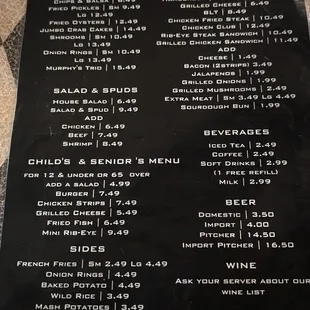 Chips & Salsa | 6.49
Fried Pickles | Sm 9.49
Lg 12.49
Fried Oysters | 12.49
Jumbo Crab Cakes | 14.49
Shrooms | Sm 10.49
Lg 13.49
Onion Rings | Sm 10.49
Lg 13.49
Murphy's Trio | 15.49
Salad & Spuds
House Salad | 6.49
Salad & Spud | 9.49
Add
Chicken | 6.49
Beef | 7.49
Shrimp | 8.49
Child's & Senior's Menu
for 12 & under or 65 over
add a salad | 4.99
Burger | 7.49
Chicken Strips | 7.49
Grilled Cheese | 5.49
Fried Fish | 6.49
Mini Rib-Eye | 9.49
Sides
French Fries | Sm 2.49 Lg 4.49
Onion Rings | 4.49
Baked Potato | 4.49
Wild Rice | 3.49
Mash Potatoes | 3.49
Grilled Cheese | 6.49
BLT | 8.49
Chicken Fried Steak | 10.49
Chicken Club | 12.49
Rib-Eye Steak Sandwich | 11.49
Grilled Chicken Sandwich | 11.49
Add
Cheese | 1.49
Bacon (2strips) 3.49
Jalapenos | 1.99
Grilled Onions | 1.99
Grilled Mushrooms | 2.49
Extra Meat | Sm 3.49 Lg 4.49
Sourdough Bun | 1.99
Beverages
Iced Tea | 2.49
Coffee | 2.49
Soft Drinks | 2.99
(1 free refill)
Milk | 2.99
Beer
Domestic | 3.50
Import | 4.00
Pitcher | 14.50
Import Pitcher | 16.50
Wine
Ask your server about our
wine list